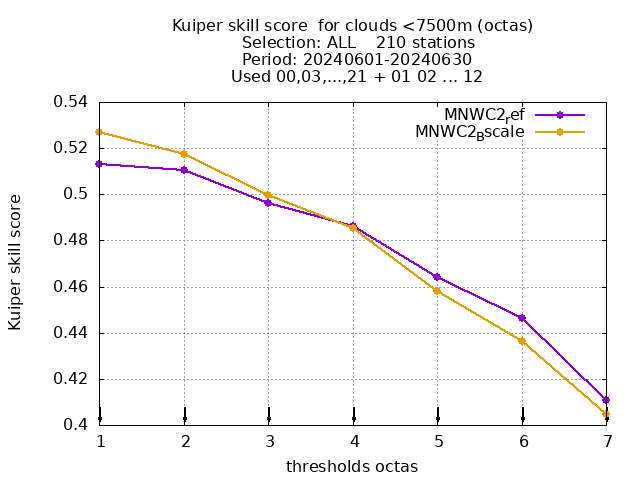 Kuiper skill score  for clouds <7500m (octas)
Selection: ALL    210 stations
Period: 20240601-20240630
Used 00,03,...,21 + 01 02 ... 12
MNWC2_ref
MNWC2_Bscale
0.54
0.52
0.5
0.48
0.46
0.44
0.42
0.4
Kuiper skill score
1 2 3 4 5 6 7
thresholds octas